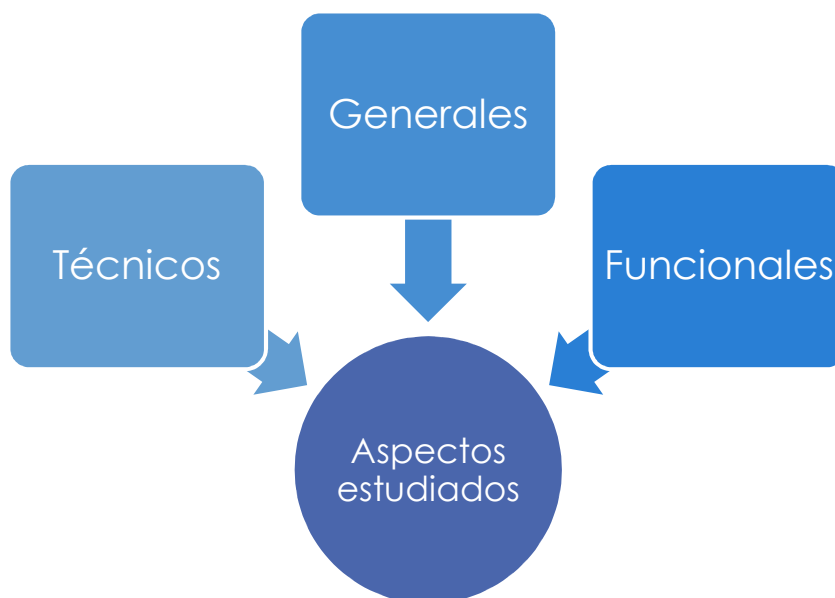 Generales
Técnicos
Funcionales
Aspectos
estudiados